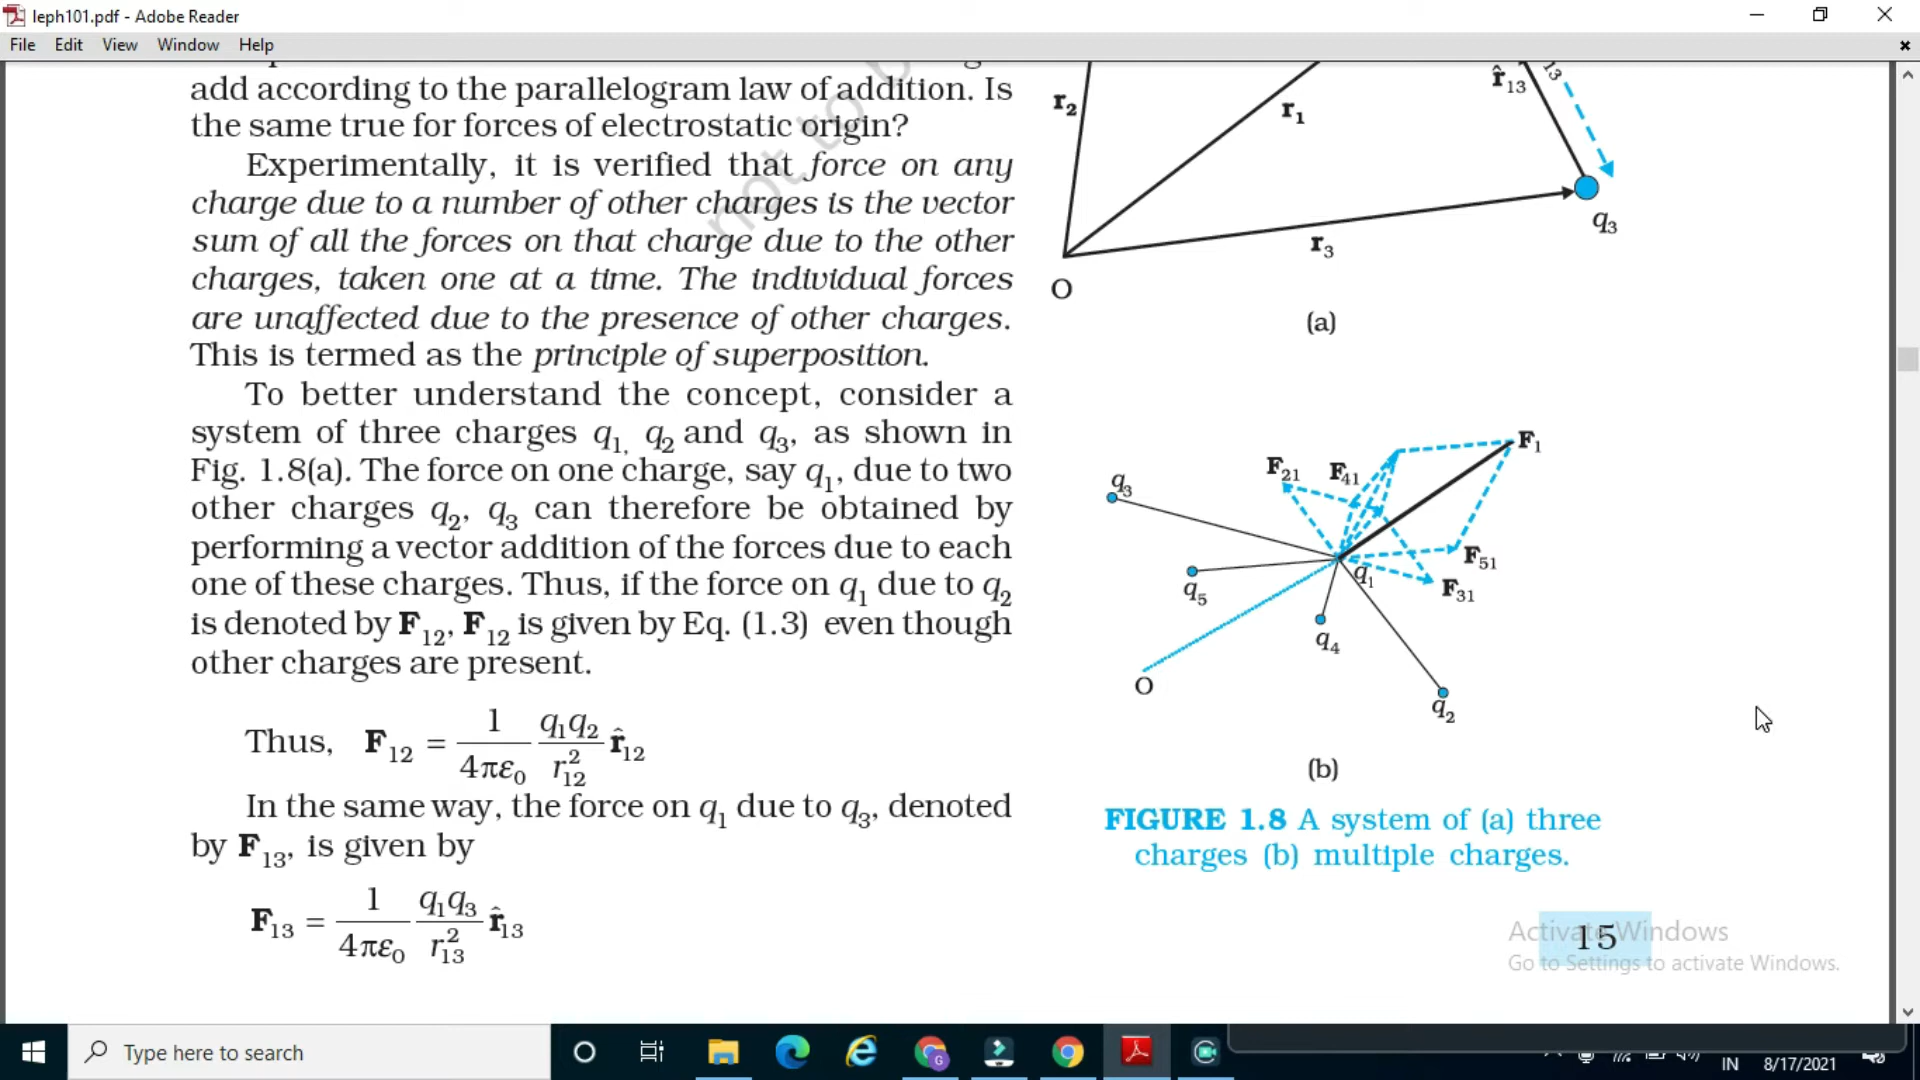 leph101.pdf - Adobe Reader
File Edit View Window Help
add according to the parallelogram law of addition. Is
the same true for forces of electrostatic origin?
Experimentally, it is verified that force on any
charge due to a number of other charges is the vector
sum of all the forces on that charge due to the other
charges, taken one at a time. The individual forces
are unaffected due to the presence of other charges.
This is termed as the principle of superposition.
To better understand the concept, consider a
system of three charges q₁, q₂ and q₃, as shown in
Fig. 1.8(a). The force on one charge, say q₁, due to two
other charges q₂, q₃ can therefore be obtained by
performing a vector addition of the forces due to each
one of these charges. Thus, if the force on q₁ due to q₂
is denoted by F₁₂, F₁₂ is given by Eq. (1.3) even though
other charges are present.
Thus, F₁₂ = 1/(4πε₀) q₁q₂/r₁₂² r̂₁₂
In the same way, the force on q₁ due to q₃, denoted
by F₁₃, is given by
F₁₃ = 1/(4πε₀) q₁q₃/r₁₃² r̂₁₃
not to
r₂
r₁
r̂₁₃
13
q₃
r₃
O
(a)
F₁
F₂₁ F₄₁
q₃
F₅₁
q₁
F₃₁
q₅
q₄
O
q₂
(b)
FIGURE 1.8 A system of (a) three
charges (b) multiple charges.
15
Activate Windows
Go to Settings to activate Windows.
Type here to search
G
IN 8/17/2021